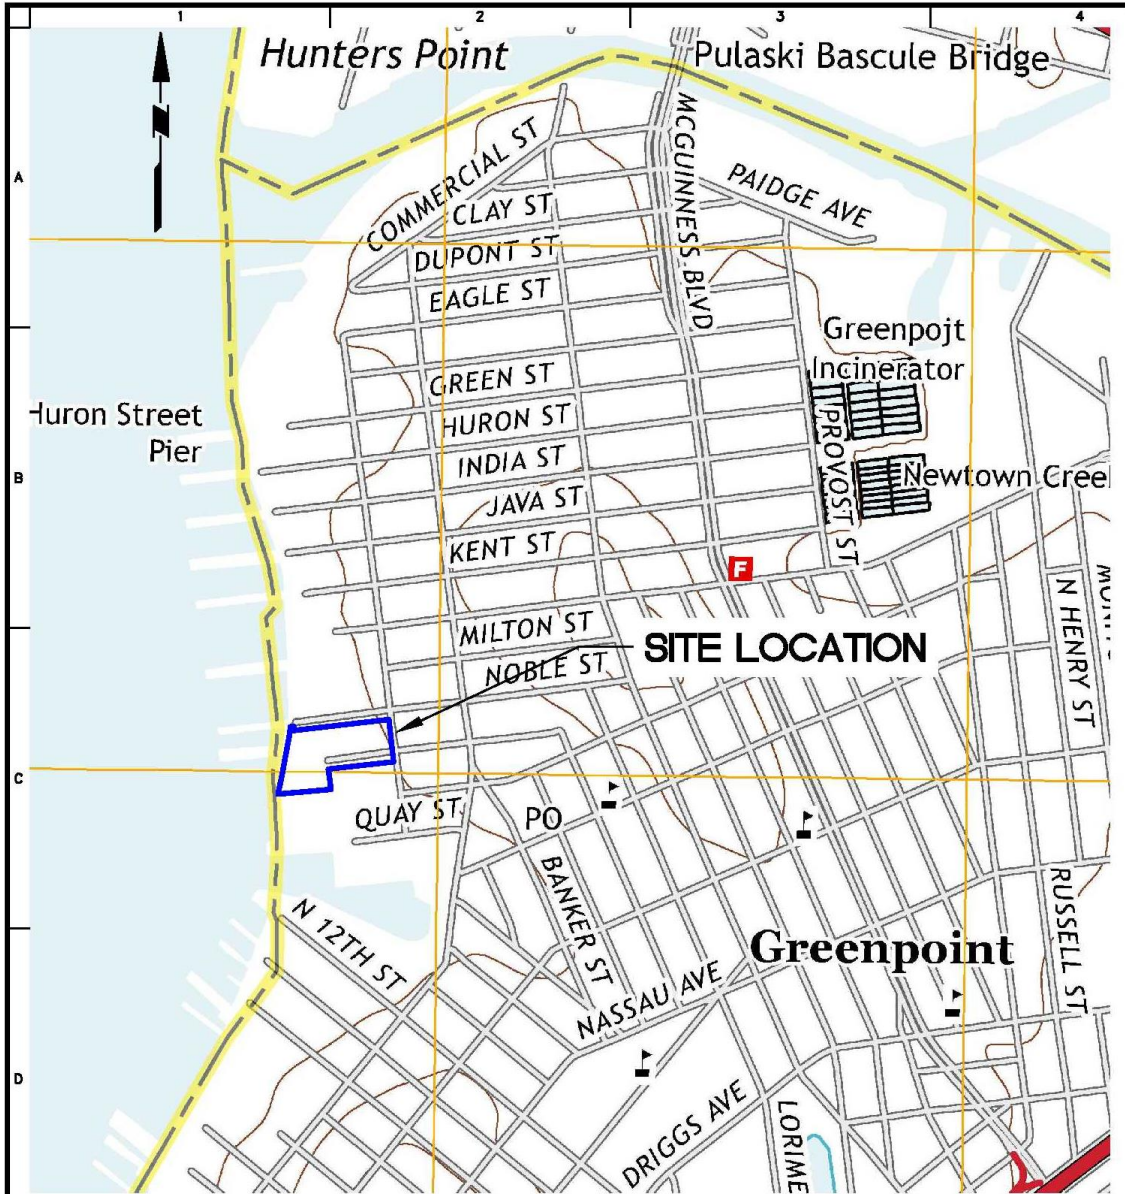 1
2
3
4
A
B
C
D
Hunters Point
Pulaski Bascule Bridge
COMMERCIAL ST
MCGUINNESS BLVD
PAIDGE AVE
CLAY ST
DUPONT ST
EAGLE ST
Greenpojt
Incinerator
GREEN ST
Huron Street
Pier
HURON ST
PROVOST ST
INDIA ST
Newtown Creel
JAVA ST
KENT ST
F
N HENRY ST
MILTON ST
SITE LOCATION
NOBLE ST
QUAY ST
PO
BANKER ST
RUSSELL ST
N 12TH ST
Greenpoint
NASSAU AVE
DRIGGS AVE
LORIME